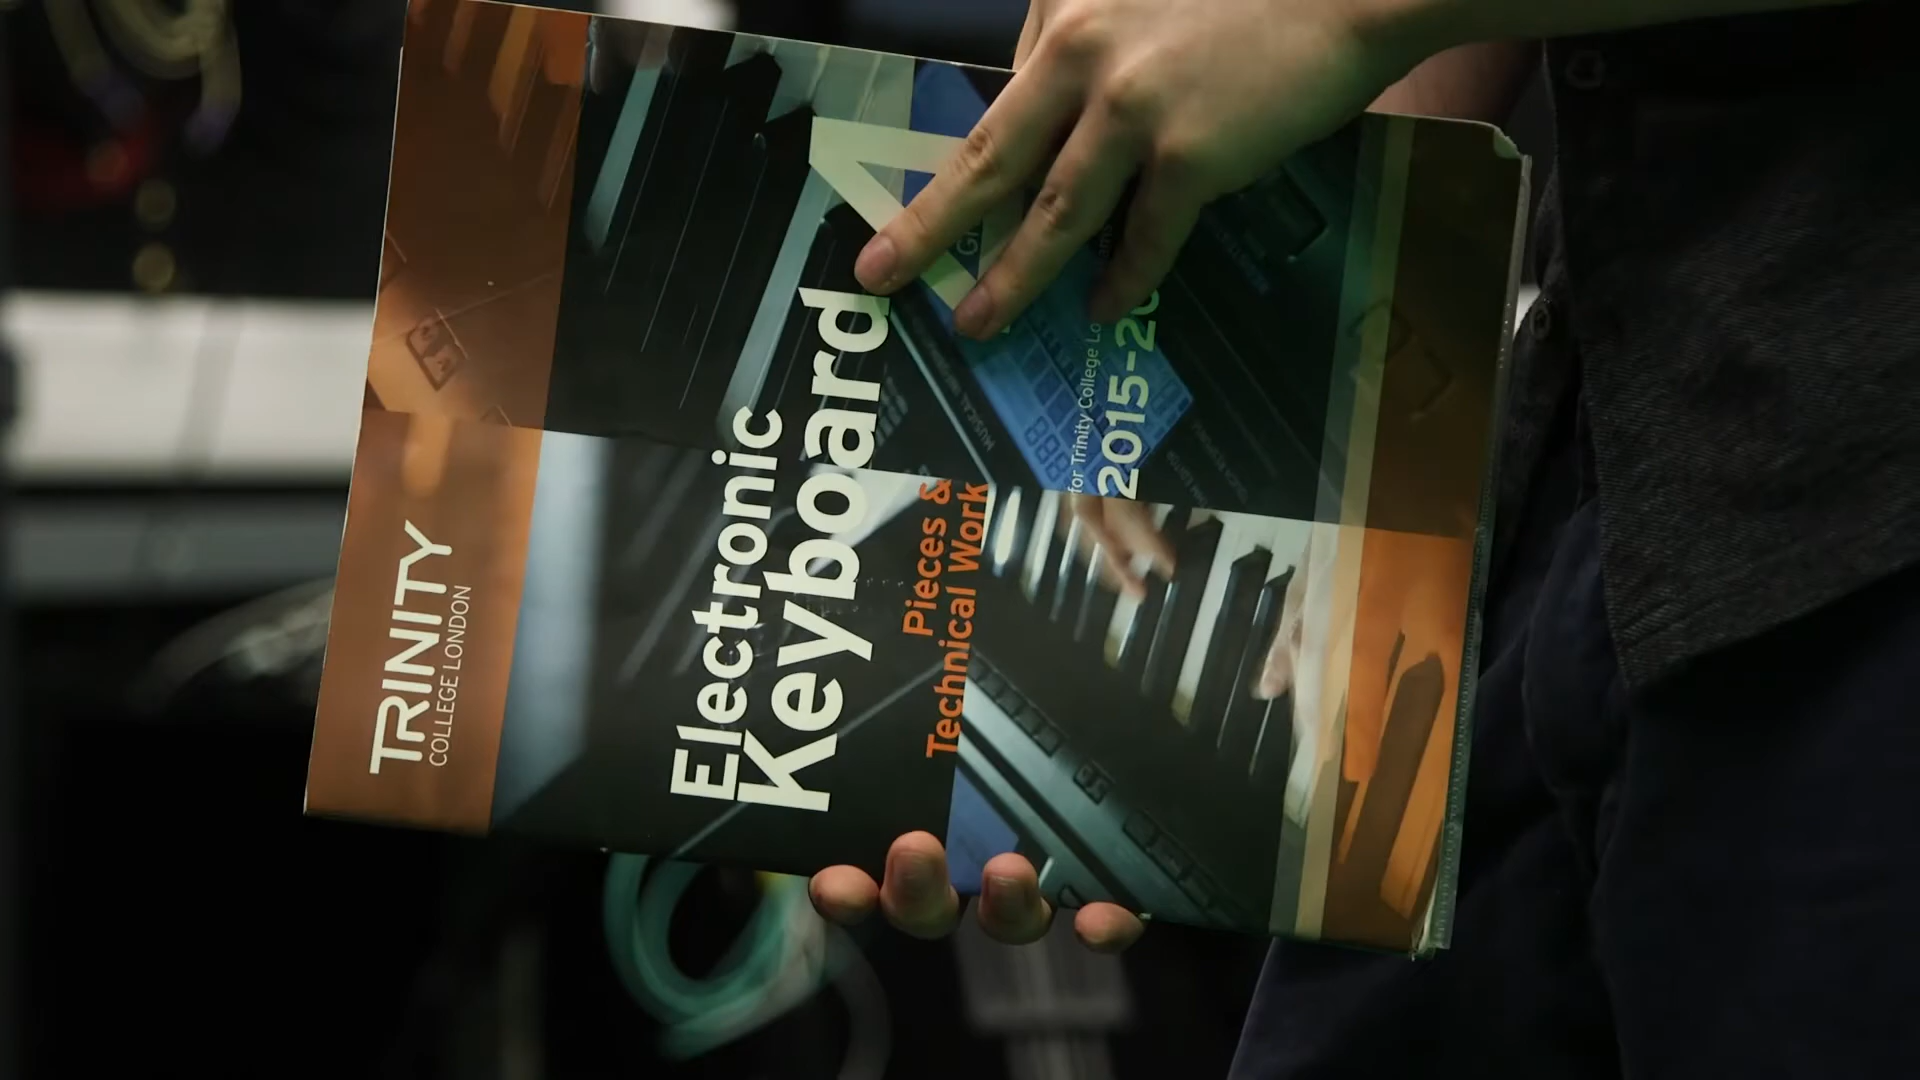 TRINITY
COLLEGE LONDON
Electronic
Keyboard
Pieces &
Technical Work
4
for Trinity College
2015-20